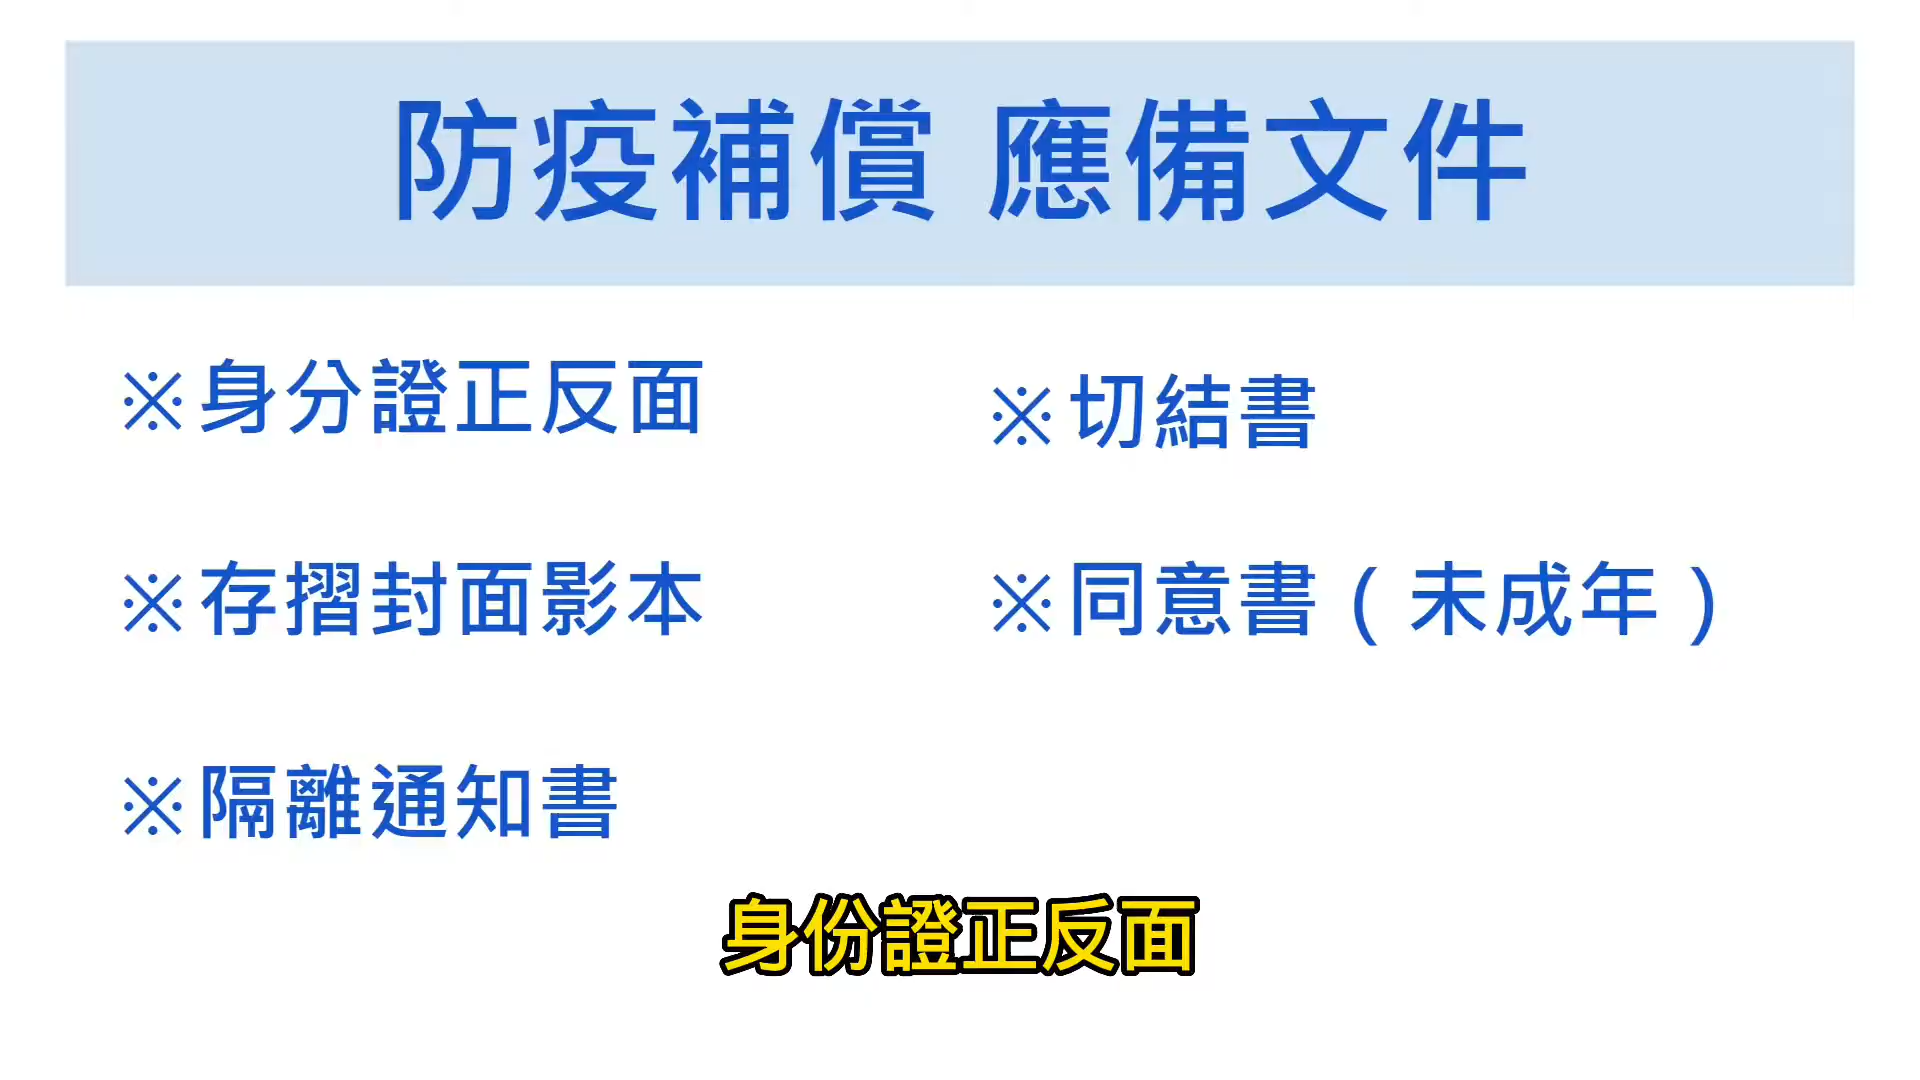 防疫補償 應備文件
※身分證正反面
※存摺封面影本
※隔離通知書
※切結書
※同意書（未成年）
身份證正反面